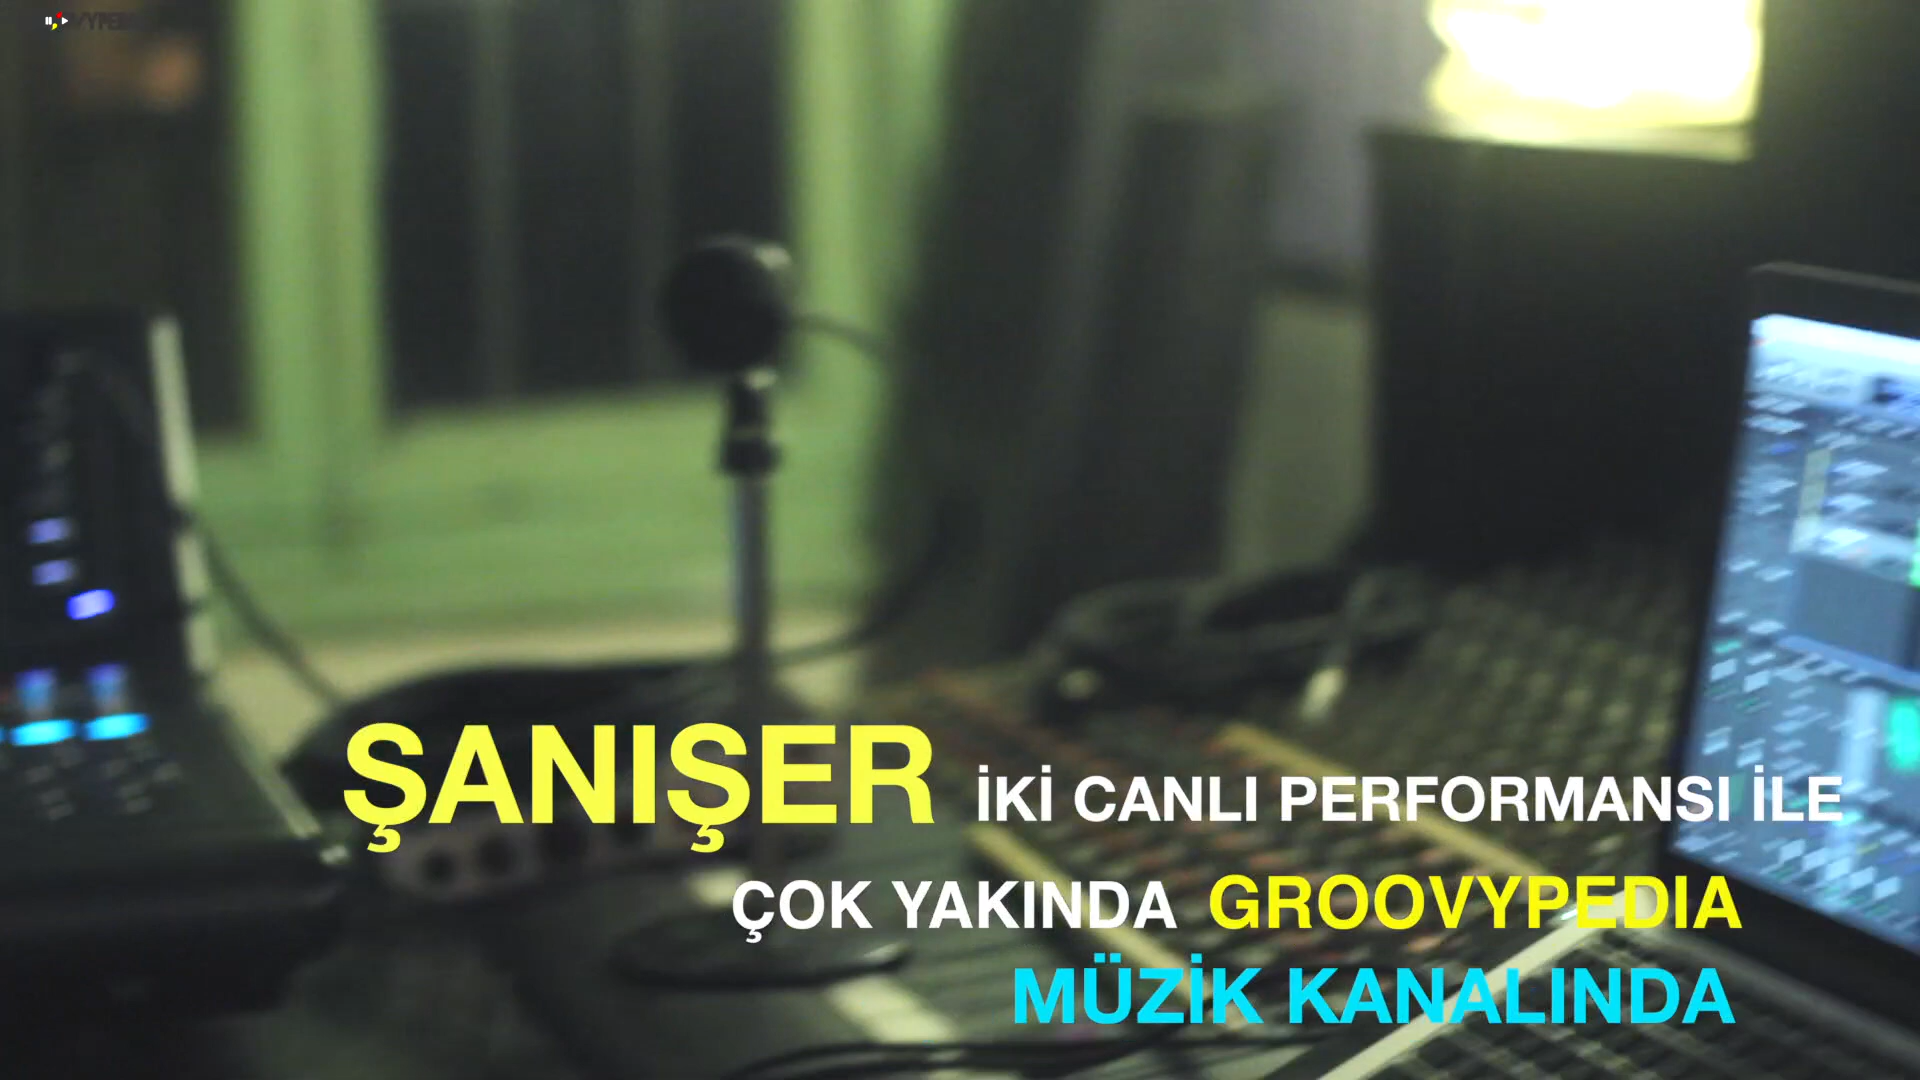 ŞANIŞER İKİ CANLI PERFORMANSI İLE
ÇOK YAKINDA GROOVYPEDIA
MÜZİK KANALINDA